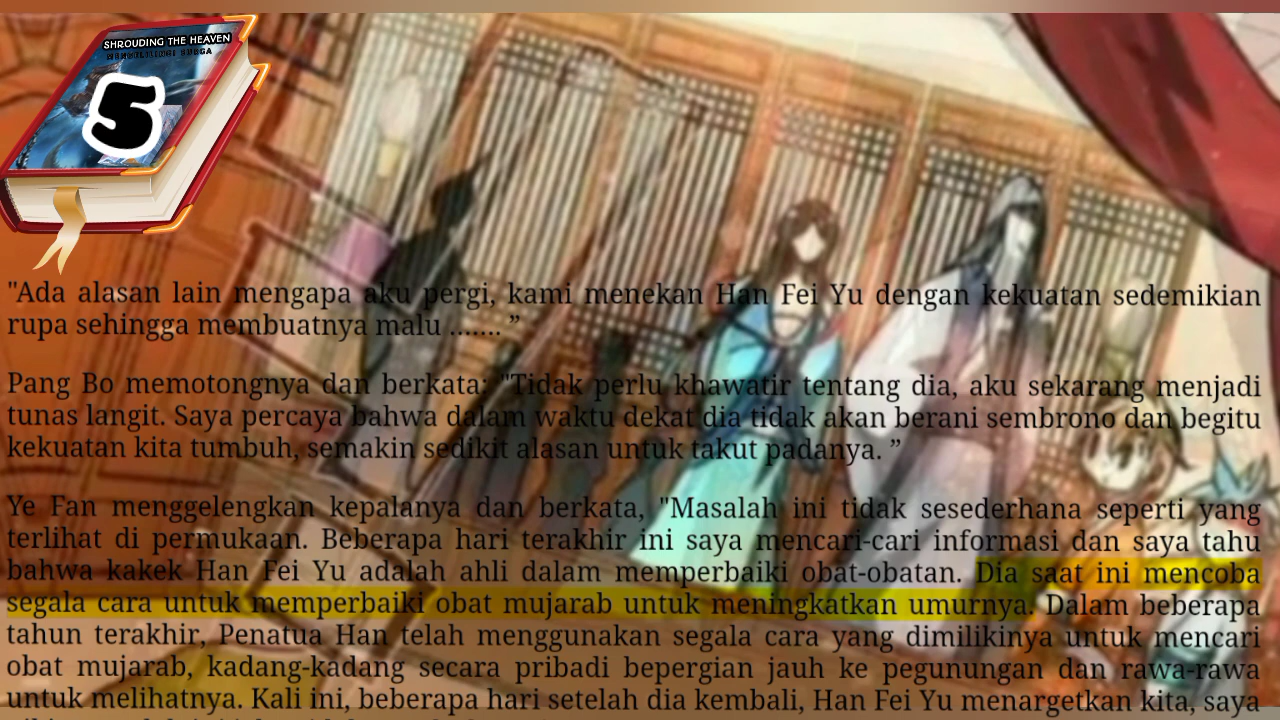 SHROUDING THE HEAVEN
5
"Ada alasan lain mengapa aku pergi, kami menekan Han Fei Yu dengan kekuatan sedemikian
rupa sehingga membuatnya malu ....... ”
Pang Bo memotongnya dan berkata: "Tidak perlu khawatir tentang dia, aku sekarang menjadi
tunas langit. Saya percaya bahwa dalam waktu dekat dia tidak akan berani sembrono dan begitu
kekuatan kita tumbuh, semakin sedikit alasan untuk takut padanya. ”
Ye Fan menggelengkan kepalanya dan berkata, "Masalah ini tidak sesederhana seperti yang
terlihat di permukaan. Beberapa hari terakhir ini saya mencari-cari informasi dan saya tahu
bahwa kakek Han Fei Yu adalah ahli dalam memperbaiki obat-obatan. Dia saat ini mencoba
segala cara untuk memperbaiki obat mujarab untuk meningkatkan umurnya. Dalam beberapa
tahun terakhir, Penatua Han telah menggunakan segala cara yang dimilikinya untuk mencari
obat mujarab, kadang-kadang secara pribadi bepergian jauh ke pegunungan dan rawa-rawa
untuk melihatnya. Kali ini, beberapa hari setelah dia kembali, Han Fei Yu menargetkan kita, saya